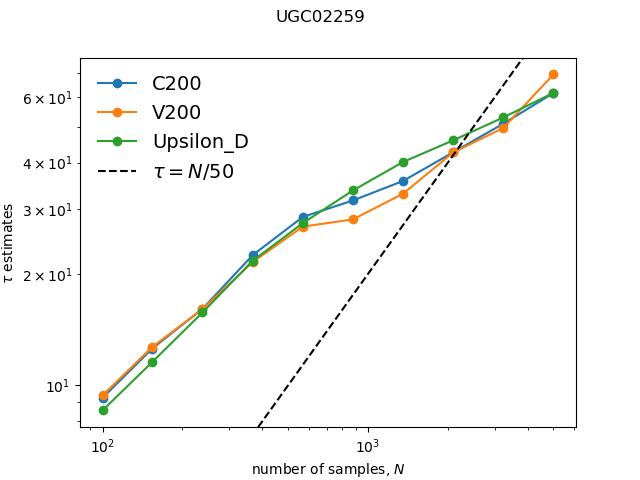 UGC02259
C200
V200
Upsilon_D
τ = N/50
τ estimates
6 × 10¹
4 × 10¹
3 × 10¹
2 × 10¹
10¹
10²
10³
number of samples, N